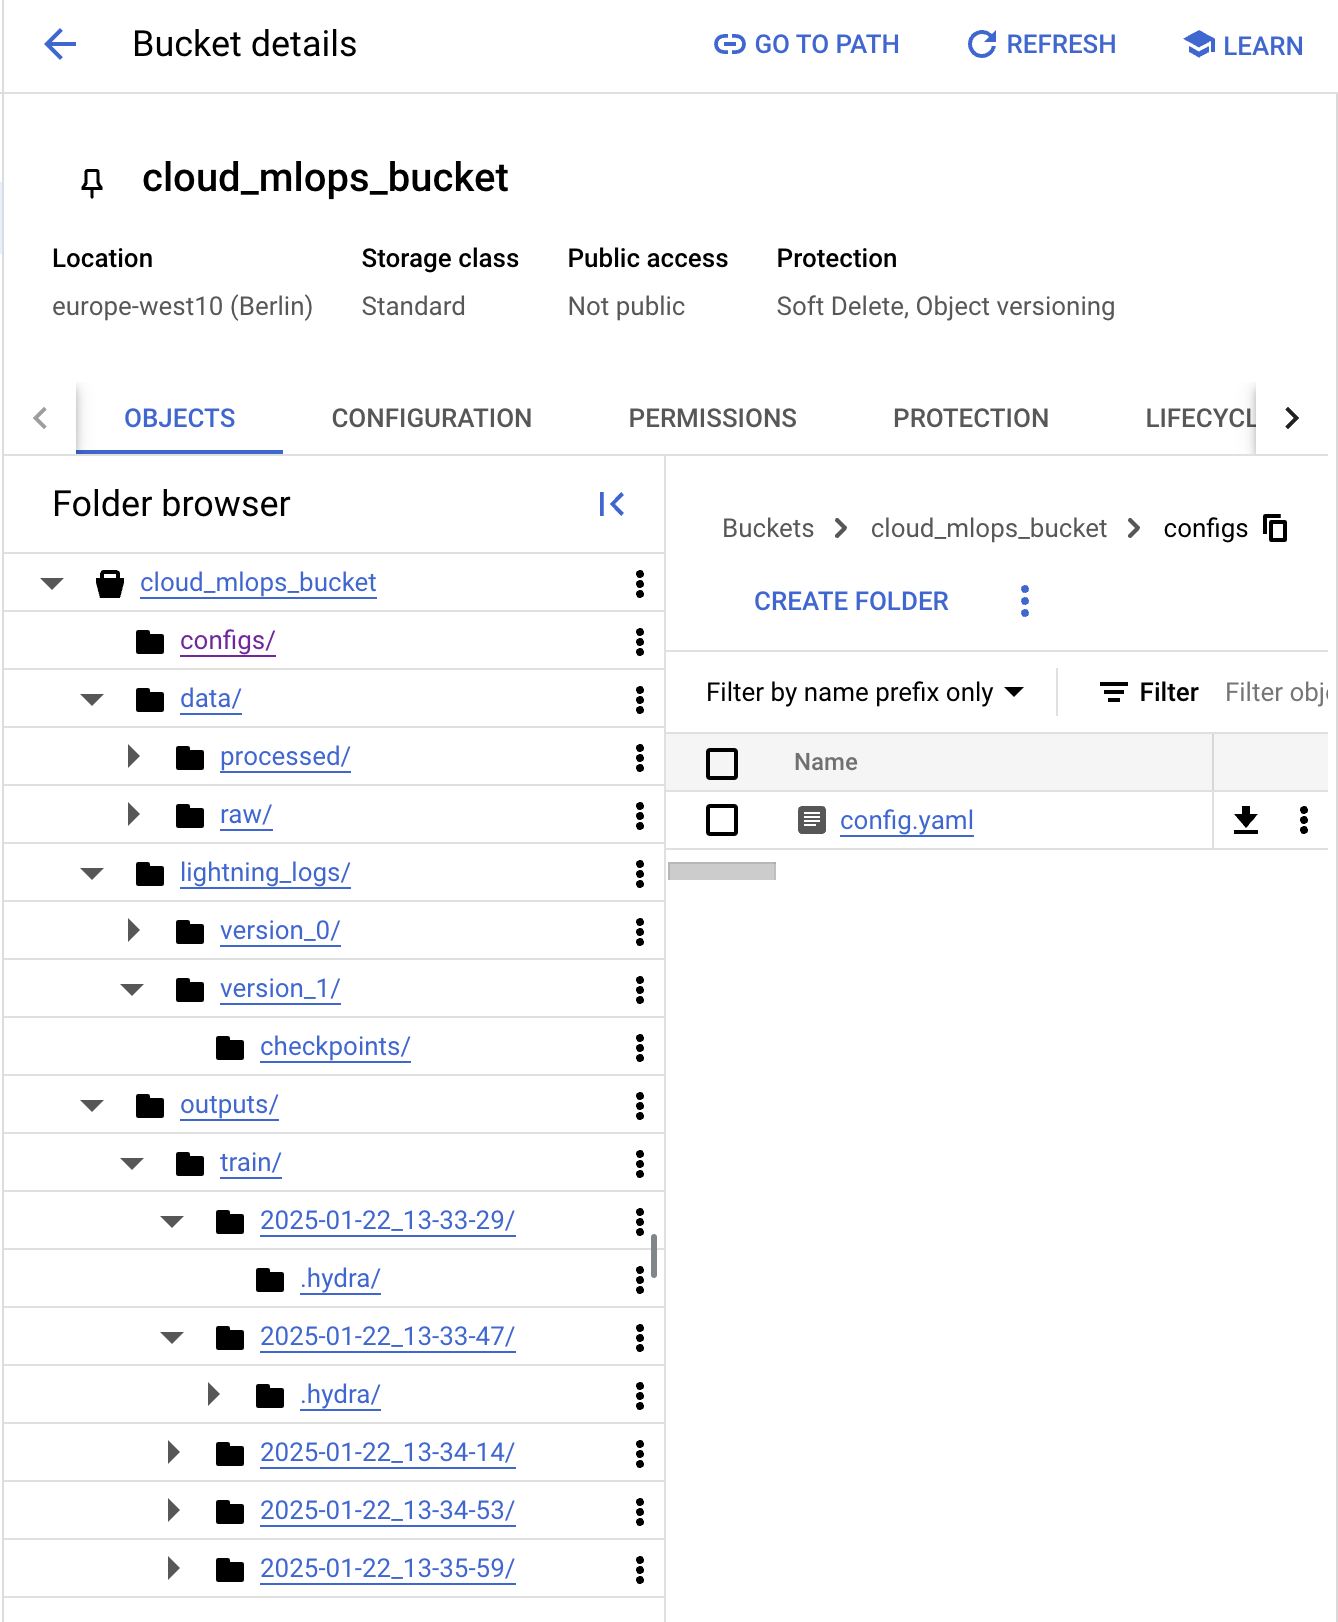 Bucket details
GO TO PATH
REFRESH
LEARN
cloud_mlops_bucket
Location
Storage class
Public access
Protection
europe-west10 (Berlin)
Standard
Not public
Soft Delete, Object versioning
OBJECTS
CONFIGURATION
PERMISSIONS
PROTECTION
LIFECYCL
Folder browser
cloud_mlops_bucket
configs/
data/
processed/
raw/
lightning_logs/
version_0/
version_1/
checkpoints/
outputs/
train/
2025-01-22_13-33-29/
.hydra/
2025-01-22_13-33-47/
.hydra/
2025-01-22_13-34-14/
2025-01-22_13-34-53/
2025-01-22_13-35-59/
Buckets
cloud_mlops_bucket
configs
CREATE FOLDER
Filter by name prefix only
Filter
Filter obj
Name
config.yaml